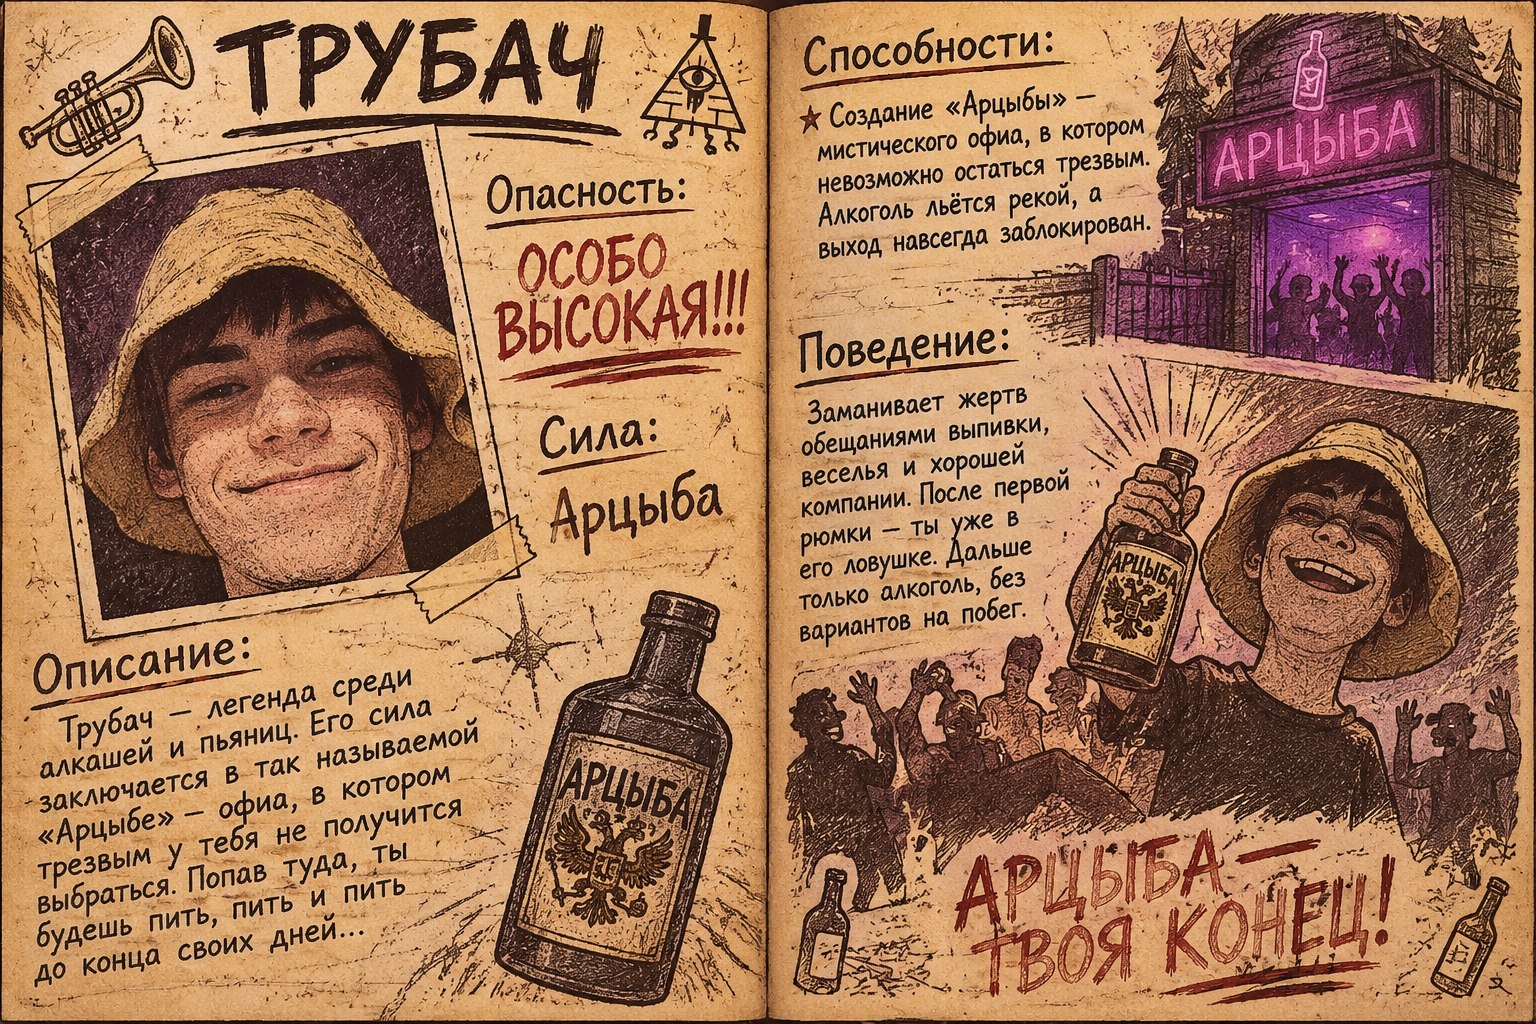 ТРУБАЧ
Опасность:
ОСОБО
ВЫСОКАЯ!!!
Сила:
Арцыба
Описание:
Трубач — легенда среди
алкашей и пьяниц. Его сила
заключается в так называемой
«Арцыбе» — офиа, в котором
трезвым у тебя не получится
выбраться. Попав туда, ты
будешь пить, пить и пить
до конца своих дней...
АРЦЫБА
Способности:
★ Создание «Арцыбы» —
мистического офиа, в котором
невозможно остаться трезвым.
Алкоголь льётся рекой, а
выход навсегда заблокирован.
АРЦЫБА
Поведение:
Заманивает жертв
обещаниями выпивки,
веселья и хорошей
компании. После первой
рюмки — ты уже в
его ловушке. Дальше
только алкоголь, без
вариантов на побег.
АРЦЫБА
АРЦЫБА —
ТВОЯ КОНЕЦ!